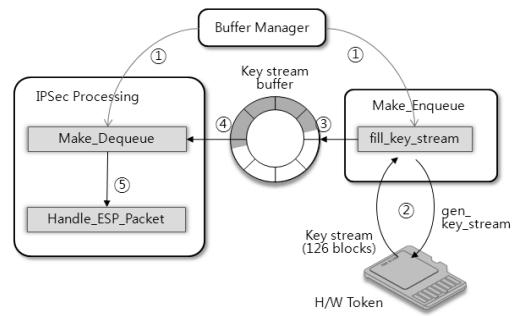 Buffer Manager
①
①
Key stream
buffer
IPSec Processing
Make_Enqueue
Make_Dequeue
④
③
fill_key_stream
⑤
Handle_ESP_Packet
②
gen_
key_stream
Key stream
(126 blocks)
H/W Token